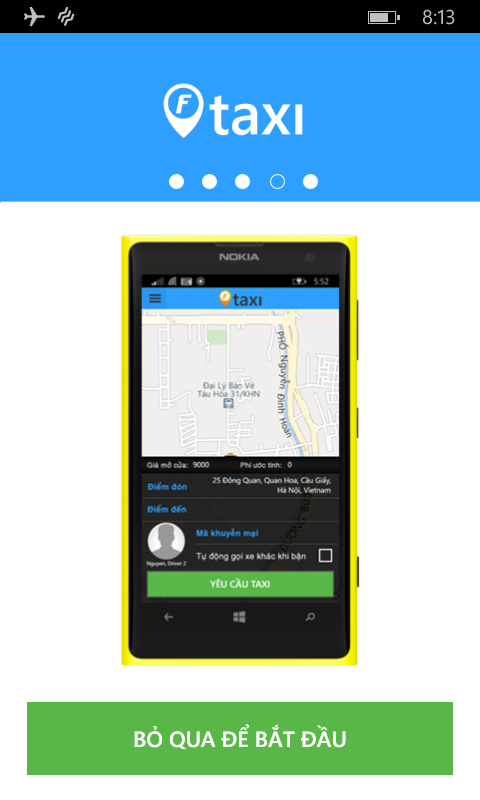 8:13
F taxi
NOKIA
5:52
F taxi
PHỐ Nguyễn Đình Hoàn
Đại Lý Bán Vé
Tàu Hỏa 31/KHN
Giá mở cửa: 9000 Phí ước tính: 0
Điểm đón 25 Đông Quan, Quan Hoa, Cầu Giấy,
Hà Nội, Vietnam
Điểm đến
ĐƯỜNG BƯỞI
Mã khuyến mại
Tự động gọi xe khác khi bận
Nguyen, Driver 2
YÊU CẦU TAXI
BỎ QUA ĐỂ BẮT ĐẦU